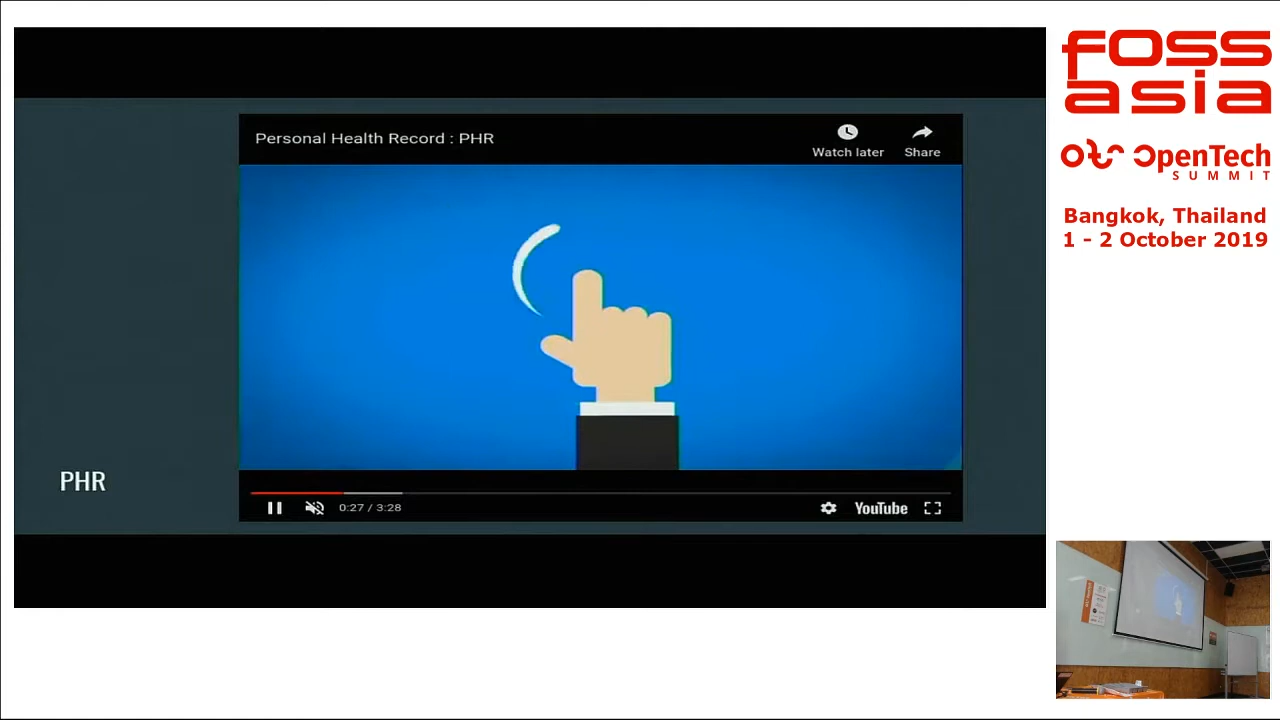 Personal Health Record : PHR
Watch later
Share
PHR
0:27 / 3:28
YouTube
foss
asia
OpenTech
SUMMIT
Bangkok, Thailand
1 - 2 October 2019